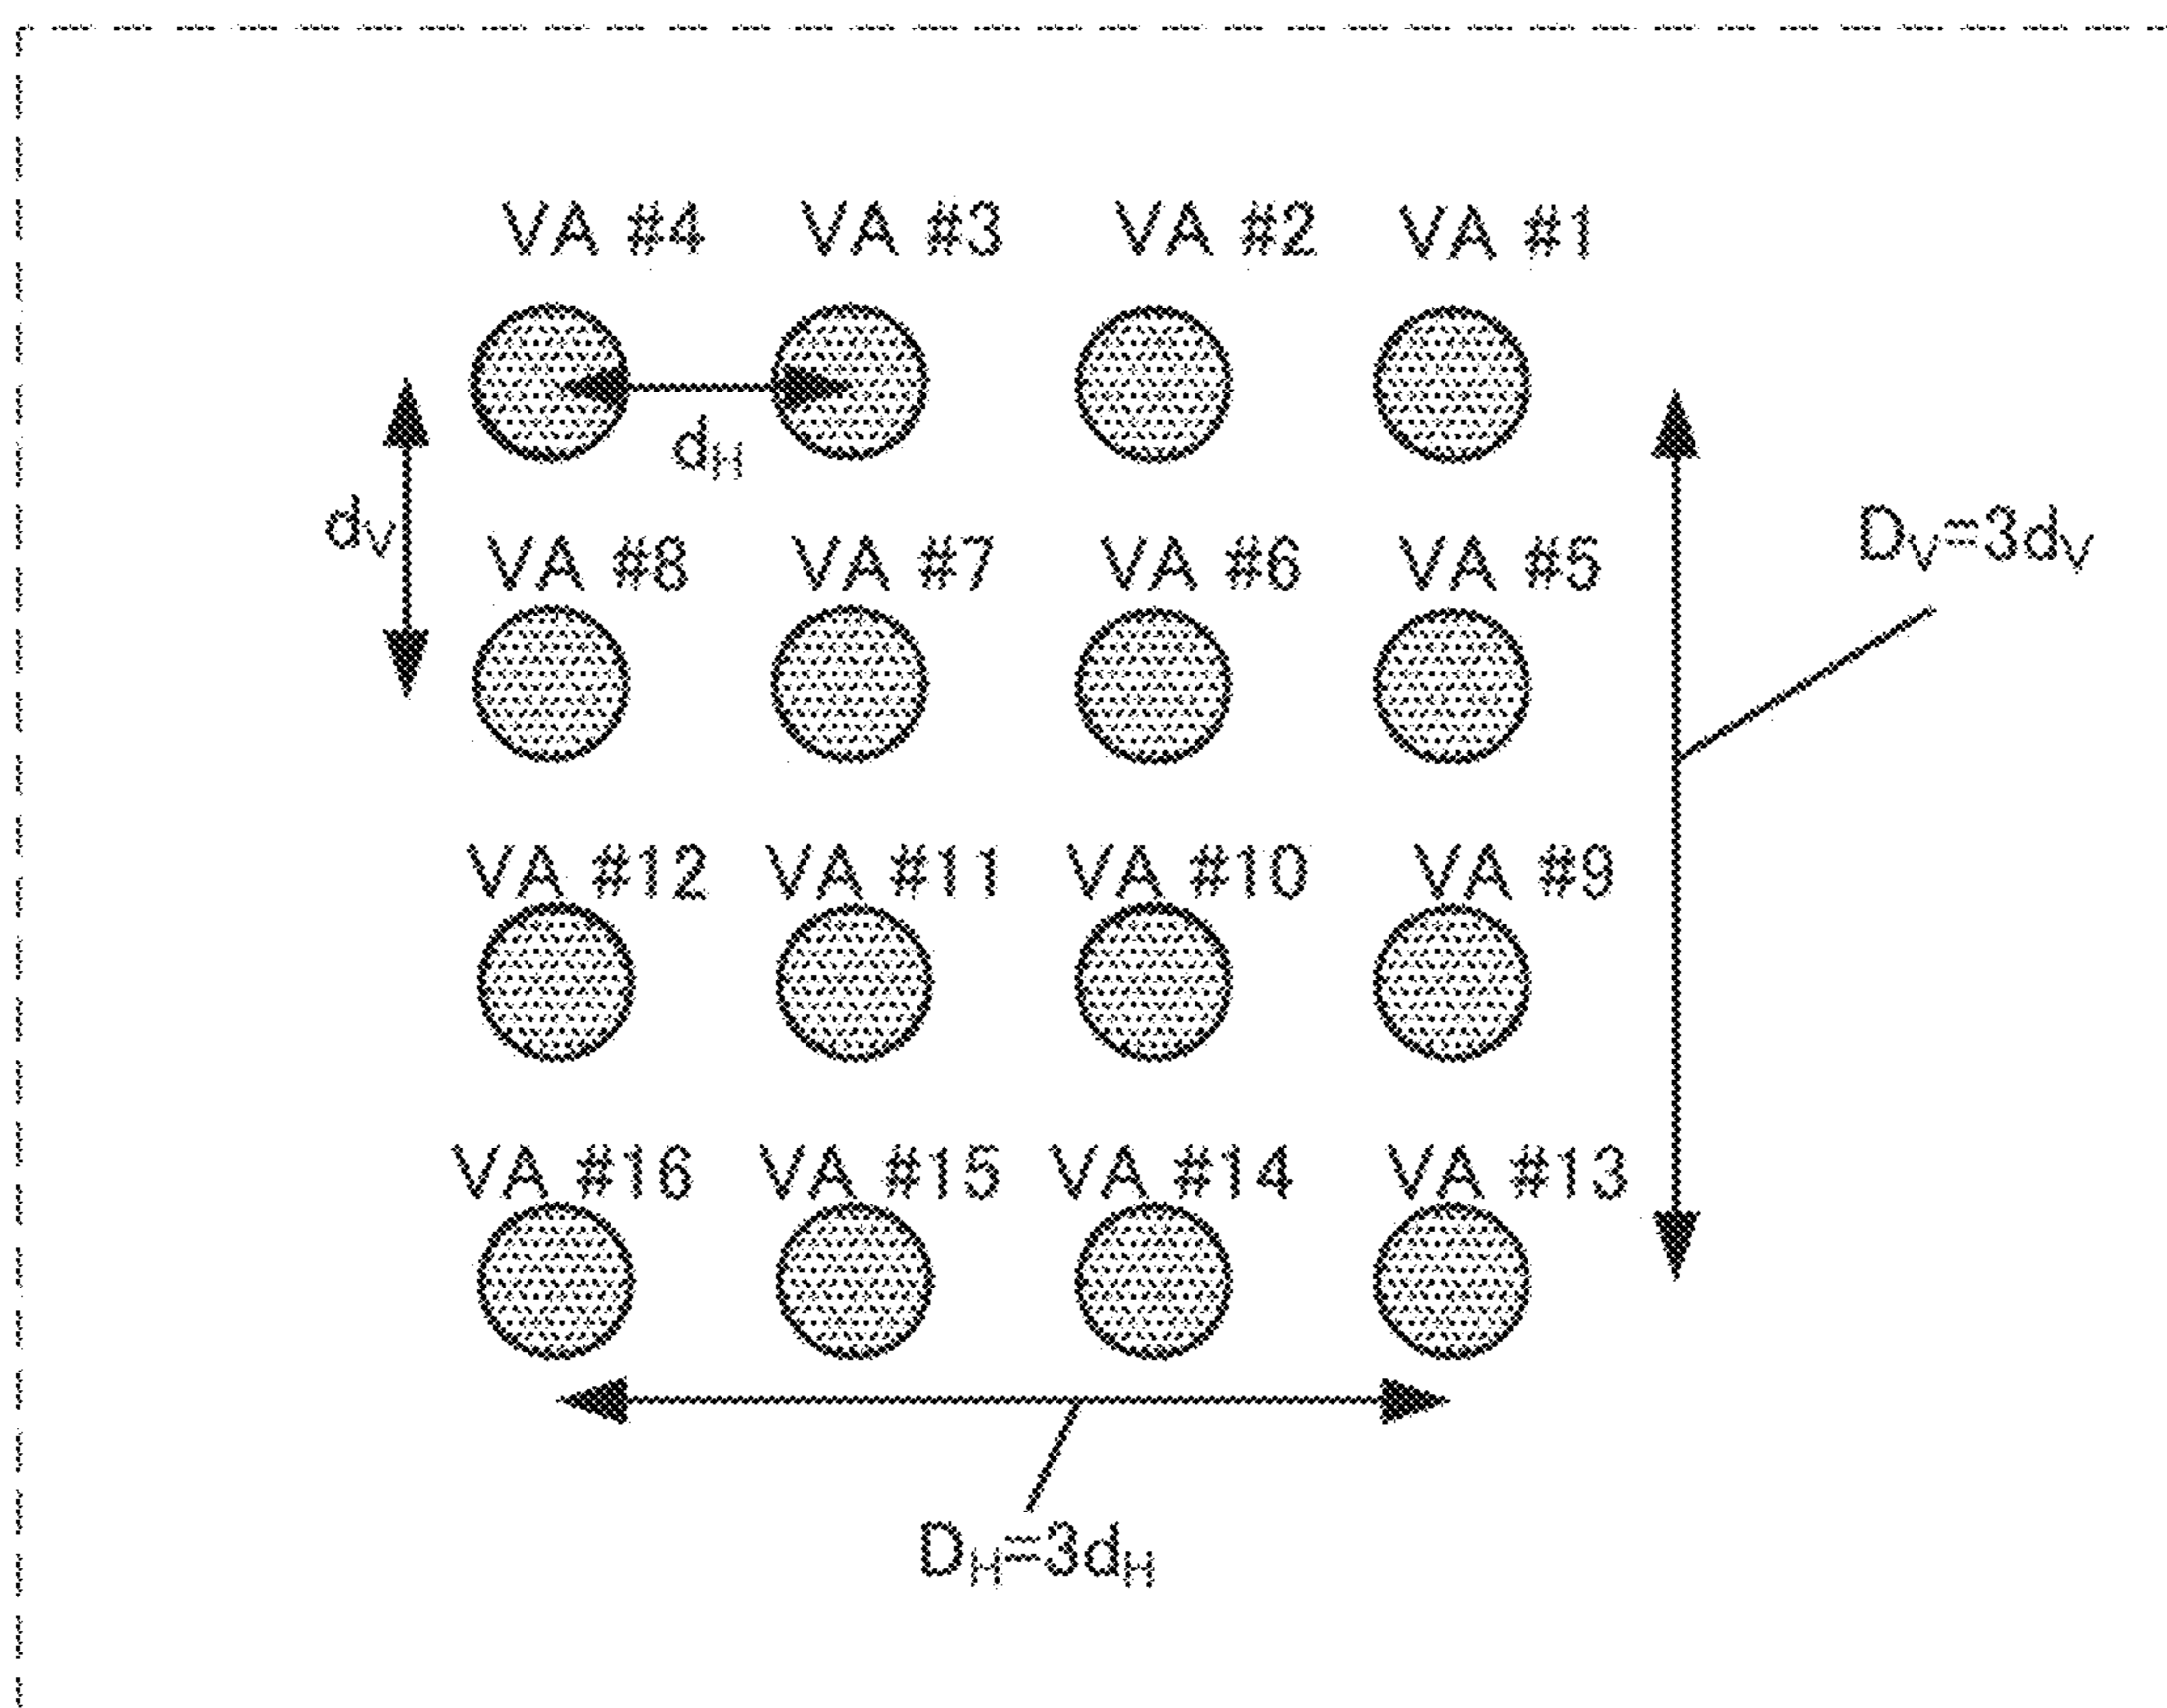 VA #4 VA #3 VA #2 VA #1
dH
dV
DV=3dV
VA #8 VA #7 VA #6 VA #5
VA #12 VA #11 VA #10 VA #9
VA #16 VA #15 VA #14 VA #13
DH=3dH